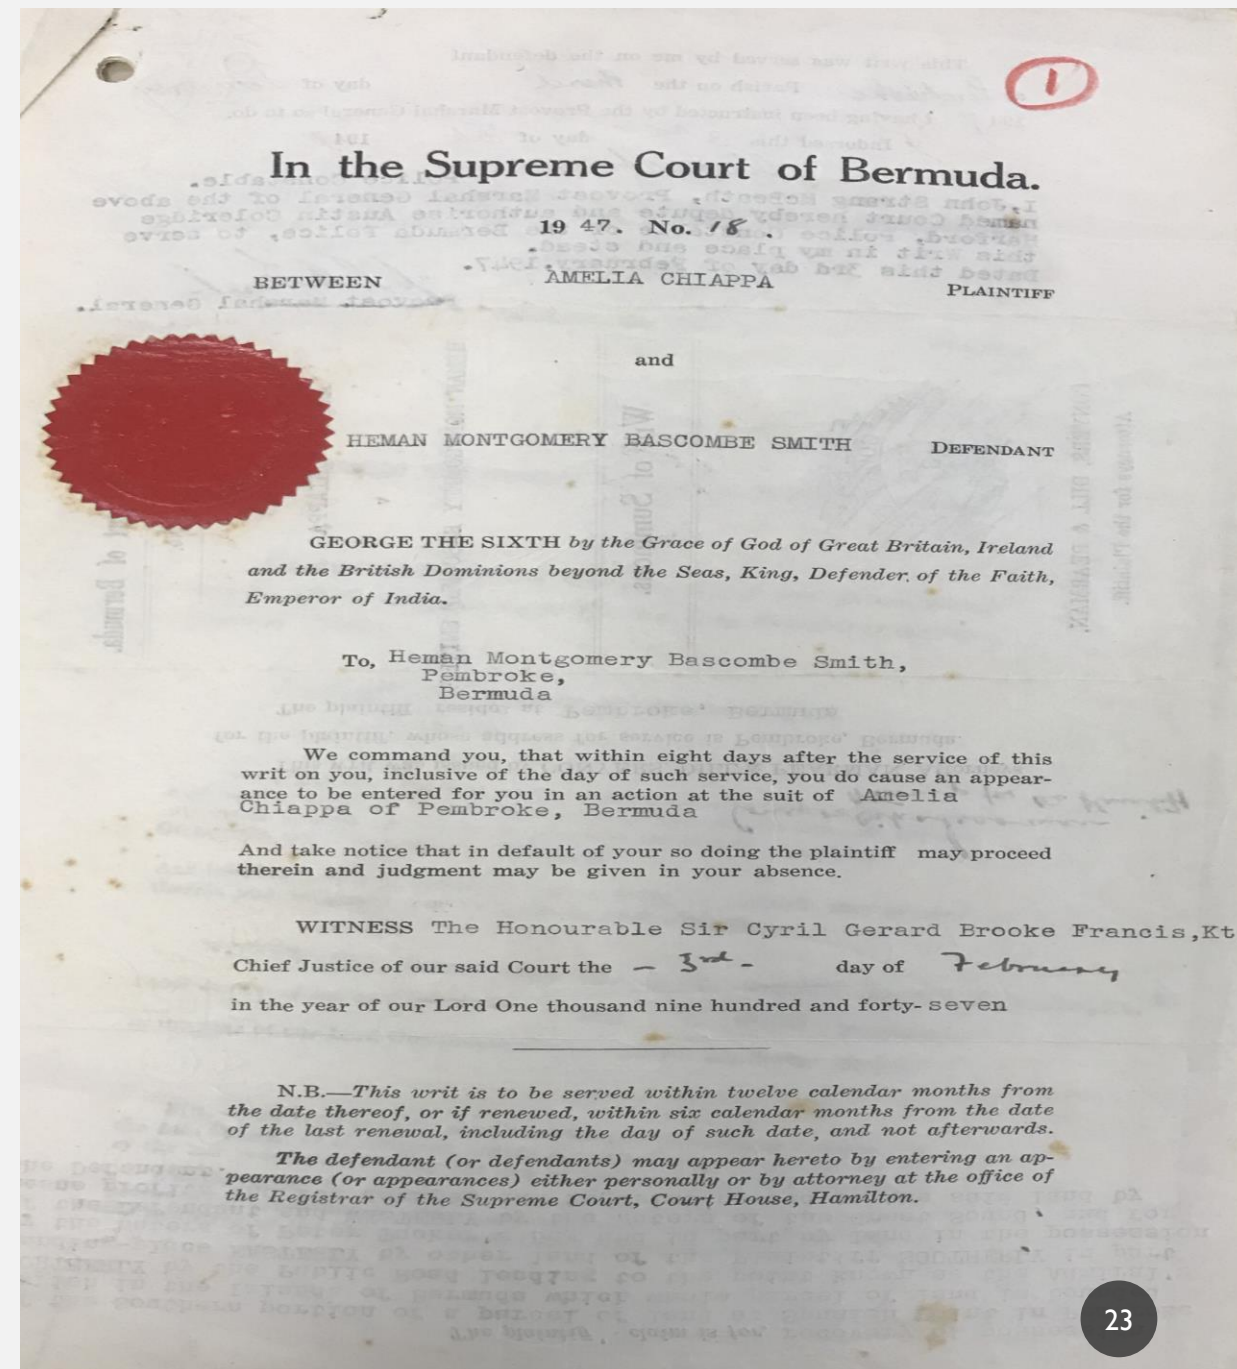 1
In the Supreme Court of Bermuda.
1947. No. 18.
BETWEEN AMELIA CHIAPPA PLAINTIFF
and
HEMAN MONTGOMERY BASCOMBE SMITH DEFENDANT
GEORGE THE SIXTH by the Grace of God of Great Britain, Ireland
and the British Dominions beyond the Seas, King, Defender of the Faith,
Emperor of India.
To, Heman Montgomery Bascombe Smith,
Pembroke,
Bermuda
We command you, that within eight days after the service of this
writ on you, inclusive of the day of such service, you do cause an appear-
ance to be entered for you in an action at the suit of Amelia
Chiappa of Pembroke, Bermuda
And take notice that in default of your so doing the plaintiff may proceed
therein and judgment may be given in your absence.
WITNESS The Honourable Sir Cyril Gerard Brooke Francis,Kt
Chief Justice of our said Court the - 3rd - day of February
in the year of our Lord One thousand nine hundred and forty-seven
N.B.—This writ is to be served within twelve calendar months from
the date thereof, or if renewed, within six calendar months from the date
of the last renewal, including the day of such date, and not afterwards.
The defendant (or defendants) may appear hereto by entering an ap-
pearance (or appearances) either personally or by attorney at the office of
the Registrar of the Supreme Court, Court House, Hamilton.
23